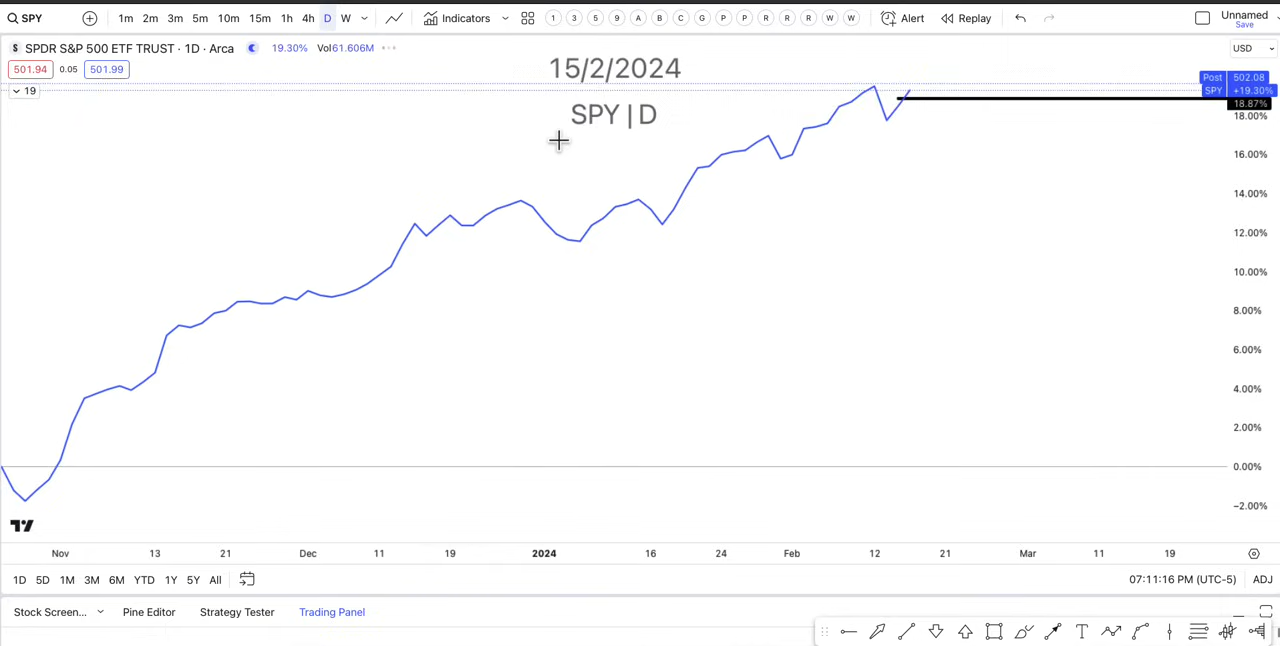 SPY 1m 2m 3m 5m 10m 15m 1h 4h D W Indicators 1 3 5 9 A B C G P P R R R W W Alert Replay Unnamed
Save
S SPDR S&P 500 ETF TRUST · 1D · Arca 19.30% Vol61.606M USD
501.94 0.05 501.99
15/2/2024
19
SPY | D
Post 502.08
SPY +19.30%
18.87%
18.00%
16.00%
14.00%
12.00%
10.00%
8.00%
6.00%
4.00%
2.00%
0.00%
−2.00%
Nov 13 21 Dec 11 19 2024 16 24 Feb 12 21 Mar 11 19
1D 5D 1M 3M 6M YTD 1Y 5Y All 07:11:16 PM (UTC-5) ADJ
Stock Screen... Pine Editor Strategy Tester Trading Panel
T